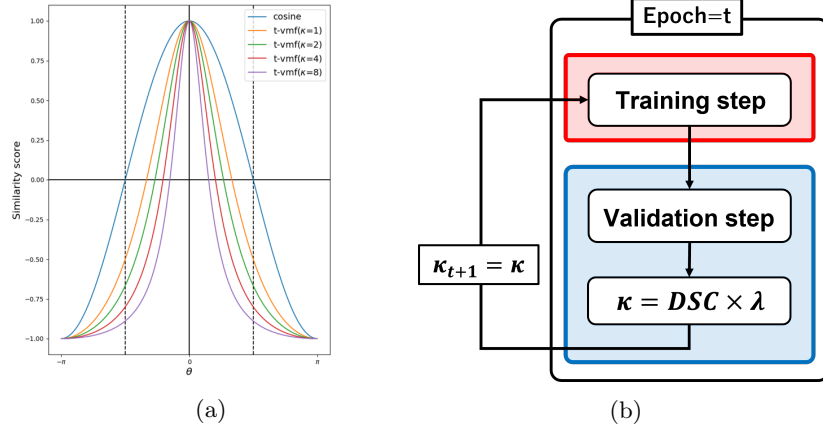 cosine
t-vmf(κ=1)
t-vmf(κ=2)
t-vmf(κ=4)
t-vmf(κ=8)
1.00
0.75
0.50
0.25
0.00
−0.25
−0.50
−0.75
−1.00
Similarity score
−π
0
π
θ
(a)
Epoch=t
Training step
Validation step
κ = DSC × λ
κₜ₊₁ = κ
(b)